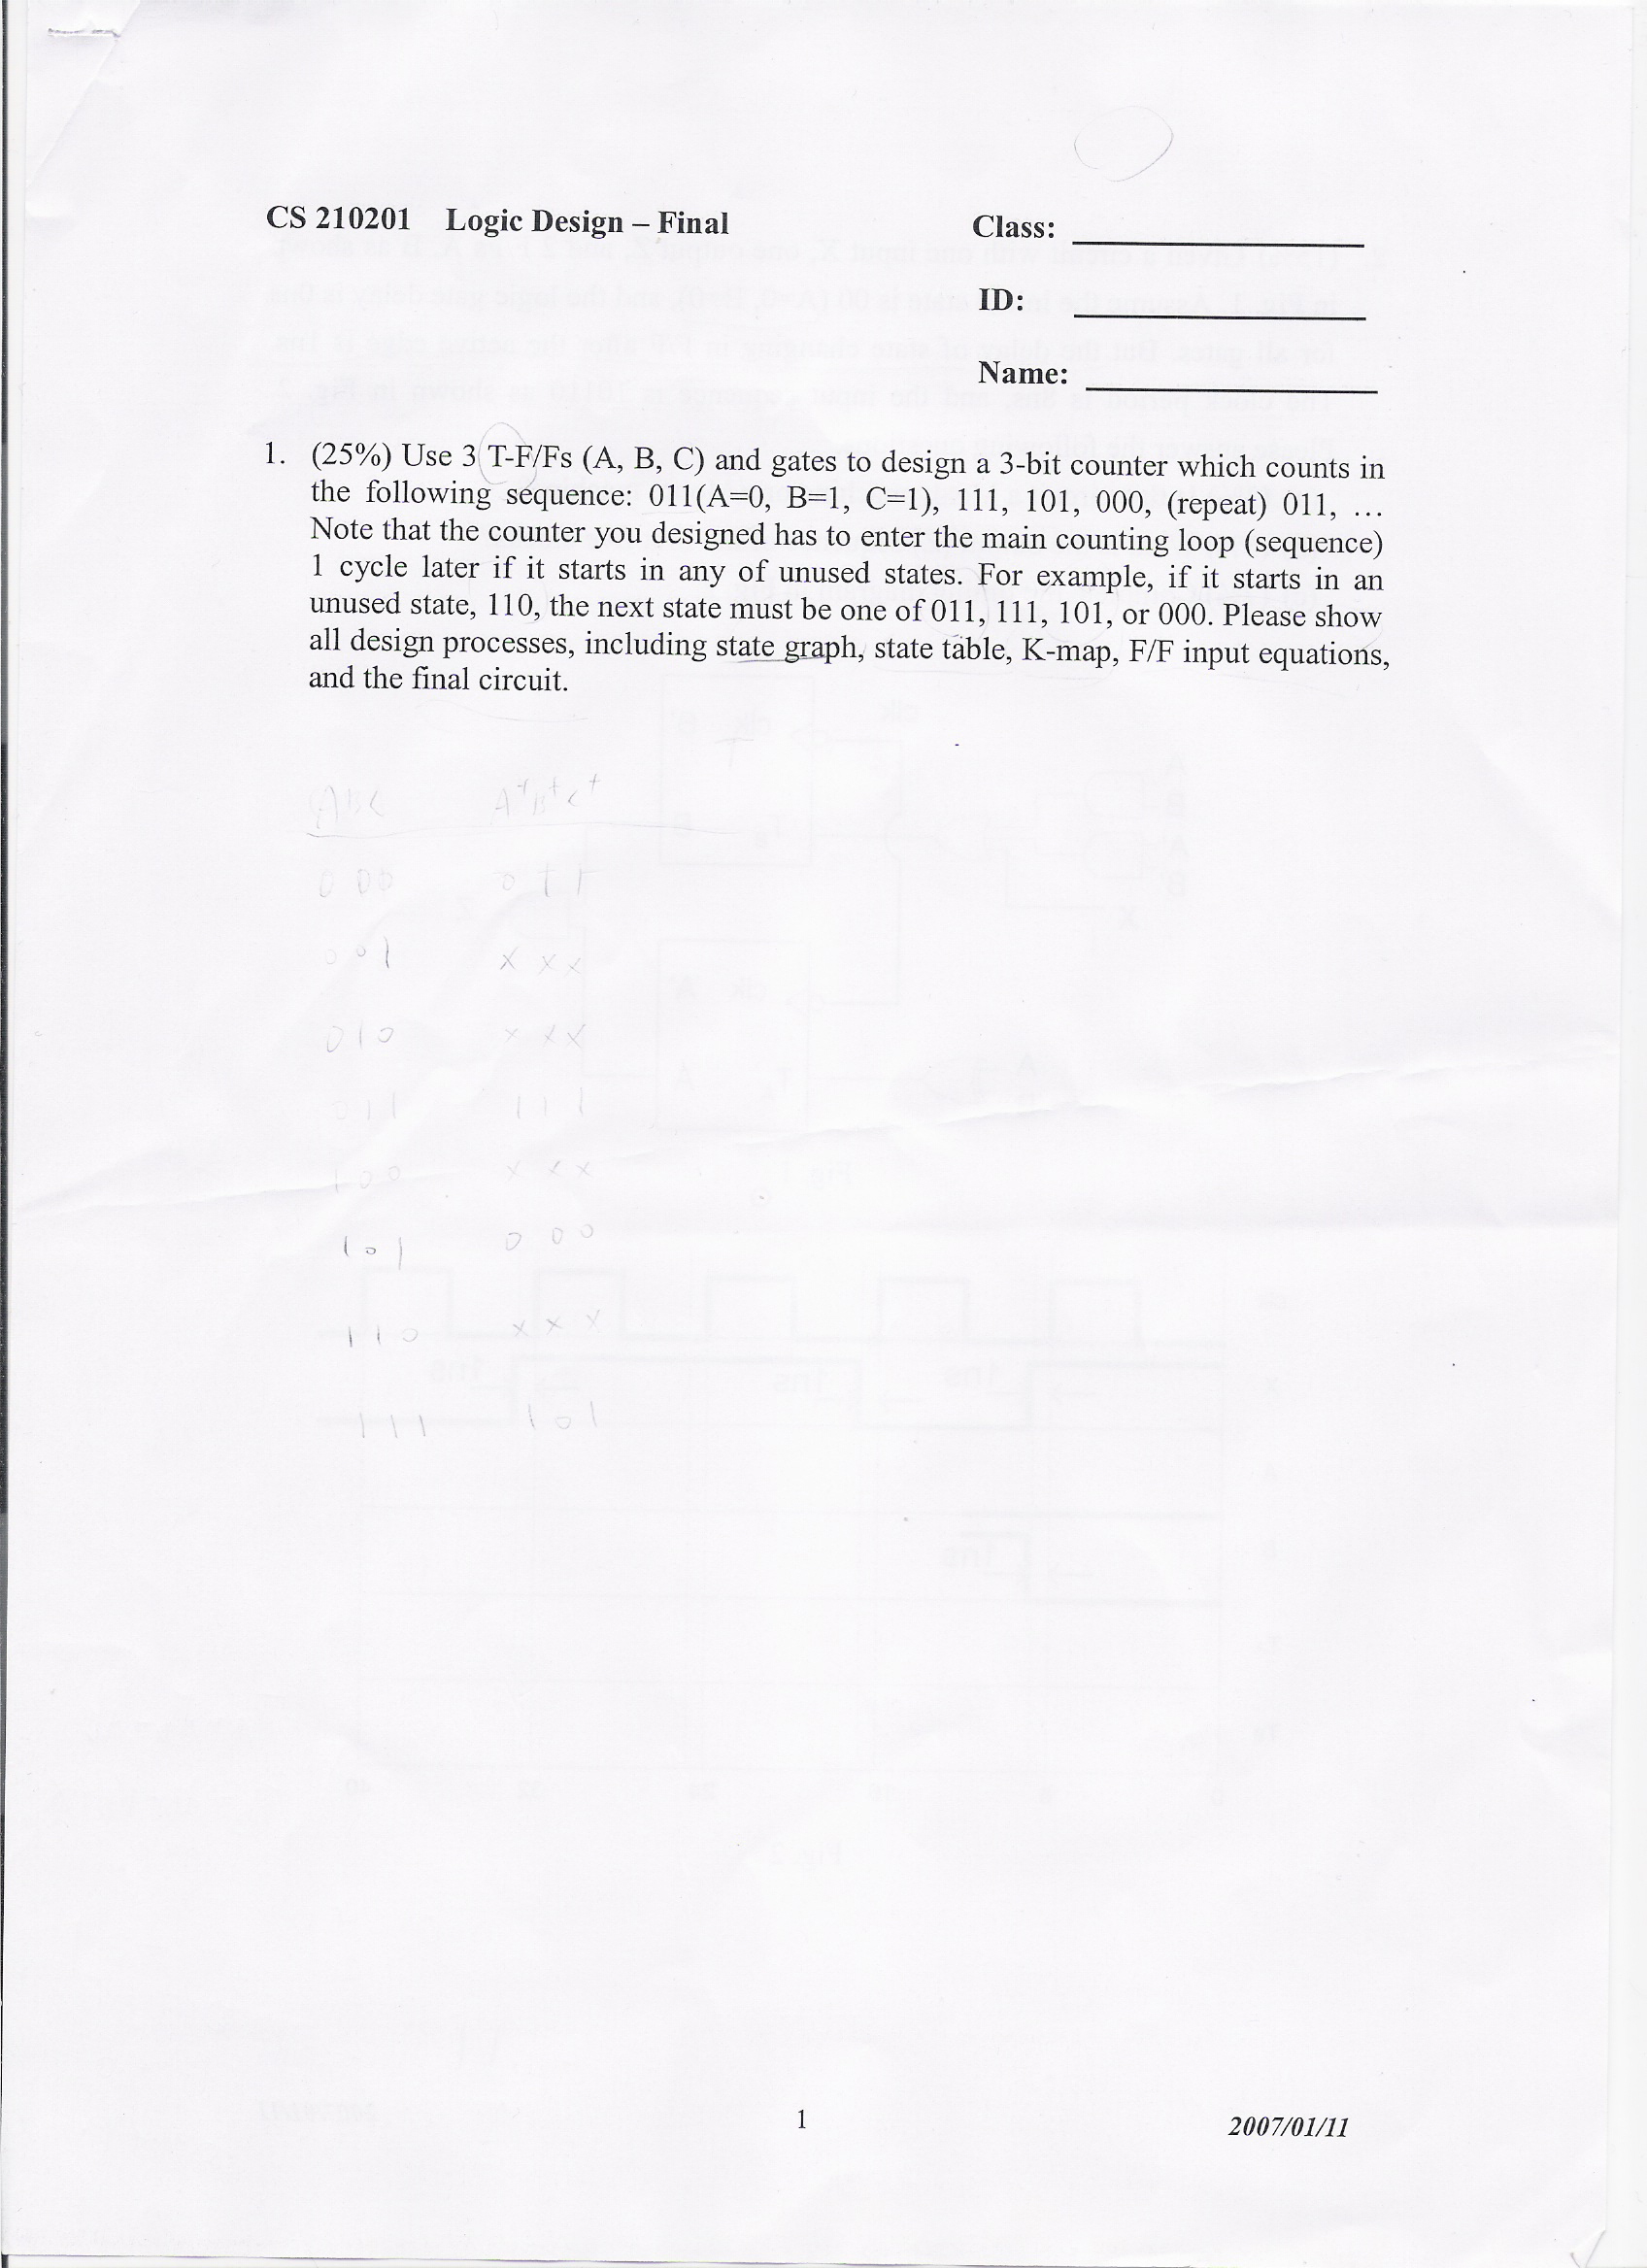 CS 210201 Logic Design – Final
Class:
ID:
Name:
1. (25%) Use 3 T-F/Fs (A, B, C) and gates to design a 3-bit counter which counts in
the following sequence: 011(A=0, B=1, C=1), 111, 101, 000, (repeat) 011, …
Note that the counter you designed has to enter the main counting loop (sequence)
1 cycle later if it starts in any of unused states. For example, if it starts in an
unused state, 110, the next state must be one of 011, 111, 101, or 000. Please show
all design processes, including state graph, state table, K-map, F/F input equations,
and the final circuit.
ABC A⁺B⁺C⁺
000 011
001 xxx
010 xxx
011 111
100 xxx
101 000
110 xxx
111 101
1
2007/01/11